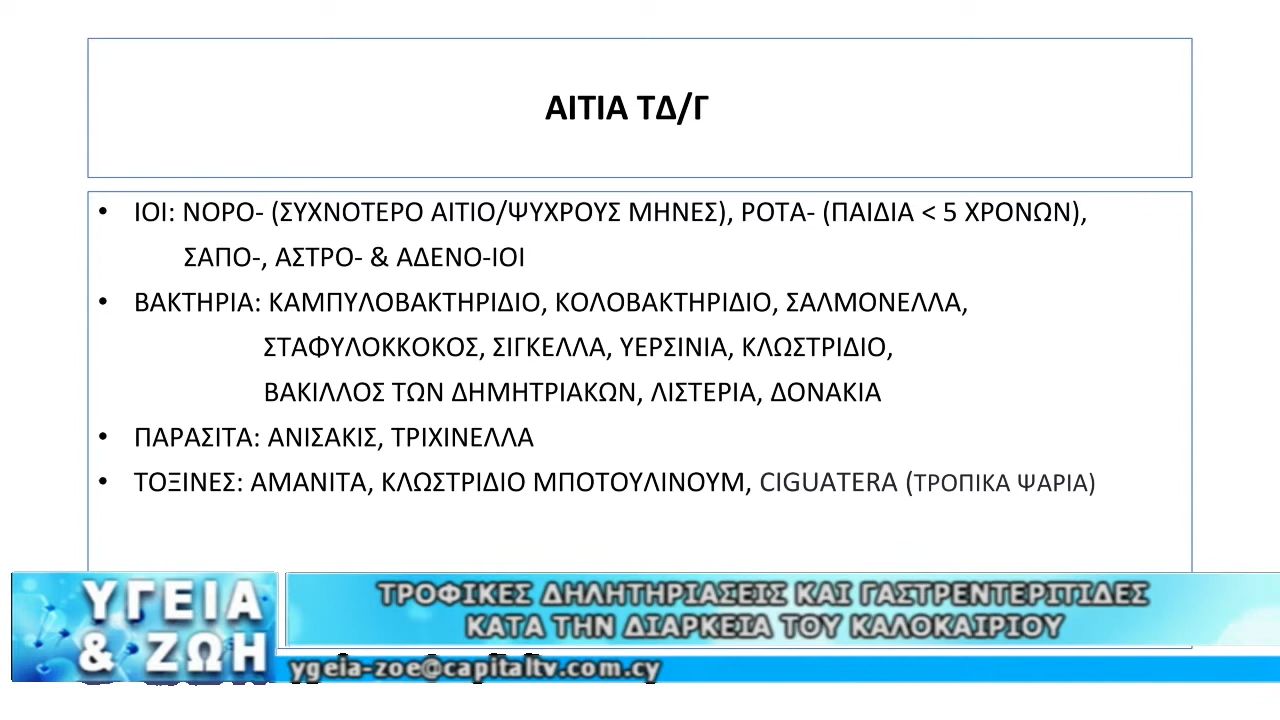 ΑΙΤΙΑ ΤΔ/Γ
• ΙΟΙ: ΝΟΡΟ- (ΣΥΧΝΟΤΕΡΟ ΑΙΤΙΟ/ΨΥΧΡΟΥΣ ΜΗΝΕΣ), ΡΟΤΑ- (ΠΑΙΔΙΑ < 5 ΧΡΟΝΩΝ),
ΣΑΠΟ-, ΑΣΤΡΟ- & ΑΔΕΝΟ-ΙΟΙ
• ΒΑΚΤΗΡΙΑ: ΚΑΜΠΥΛΟΒΑΚΤΗΡΙΔΙΟ, ΚΟΛΟΒΑΚΤΗΡΙΔΙΟ, ΣΑΛΜΟΝΕΛΛΑ,
ΣΤΑΦΥΛΟΚΚΟΚΟΣ, ΣΙΓΚΕΛΛΑ, ΥΕΡΣΙΝΙΑ, ΚΛΩΣΤΡΙΔΙΟ,
ΒΑΚΙΛΛΟΣ ΤΩΝ ΔΗΜΗΤΡΙΑΚΩΝ, ΛΙΣΤΕΡΙΑ, ΔΟΝΑΚΙΑ
• ΠΑΡΑΣΙΤΑ: ΑΝΙΣΑΚΙΣ, ΤΡΙΧΙΝΕΛΛΑ
• ΤΟΞΙΝΕΣ: ΑΜΑΝΙΤΑ, ΚΛΩΣΤΡΙΔΙΟ ΜΠΟΤΟΥΛΙΝΟΥΜ, CIGUATERA (ΤΡΟΠΙΚΑ ΨΑΡΙΑ)
ΥΓΕΙΑ
& ΖΩΗ
ΤΡΟΦΙΚΕΣ ΔΗΛΗΤΗΡΙΑΣΕΙΣ ΚΑΙ ΓΑΣΤΡΕΝΤΕΡΙΤΙΔΕΣ
ΚΑΤΑ ΤΗΝ ΔΙΑΡΚΕΙΑ ΤΟΥ ΚΑΛΟΚΑΙΡΙΟΥ
ygeia-zoe@capitaltv.com.cy